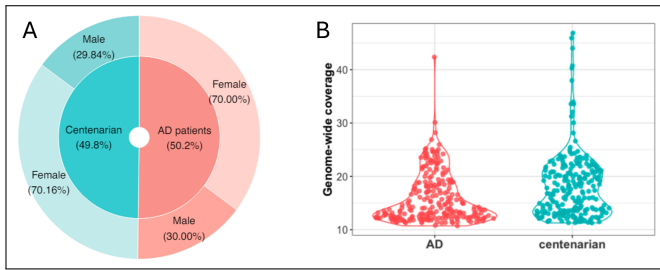 A
Male
(29.84%)
Female
(70.00%)
Centenarian
(49.8%)
AD patients
(50.2%)
Female
(70.16%)
Male
(30.00%)
B
Genome-wide coverage
40
30
20
10
AD
centenarian